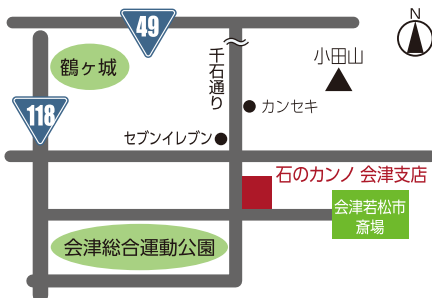 49
N
鶴ヶ城
千石通り
小田山
118
カンセキ
セブンイレブン
石のカンノ 会津支店
会津若松市
斎場
会津総合運動公園